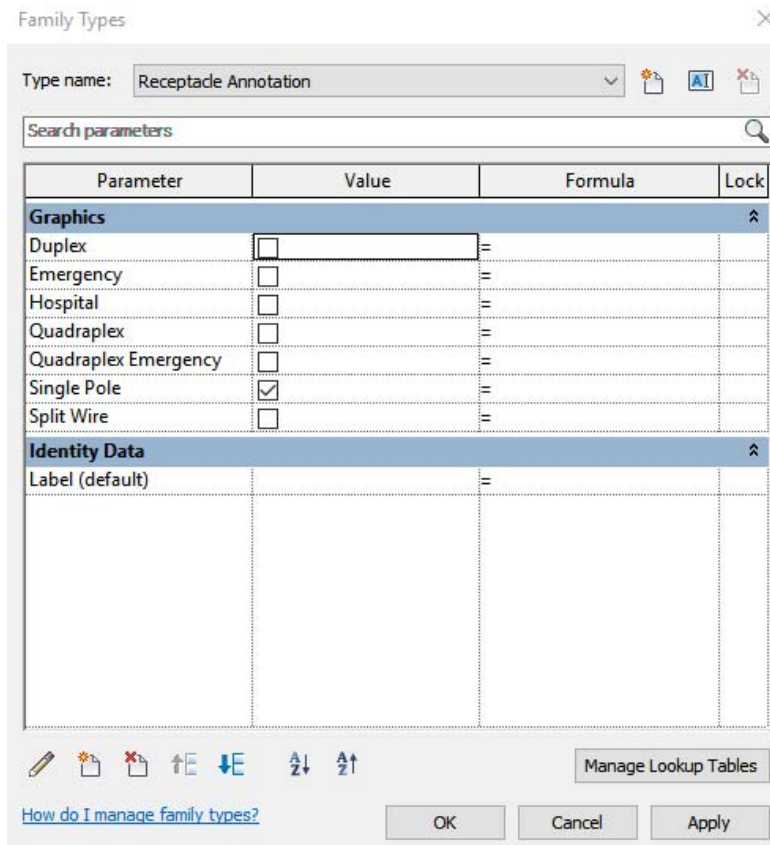 Family Types
Type name: Receptacle Annotation
Search parameters
Parameter Value Formula Lock
Graphics
Duplex =
Emergency =
Hospital =
Quadraplex =
Quadraplex Emergency =
Single Pole =
Split Wire =
Identity Data
Label (default) =
Manage Lookup Tables
How do I manage family types?
OK Cancel Apply